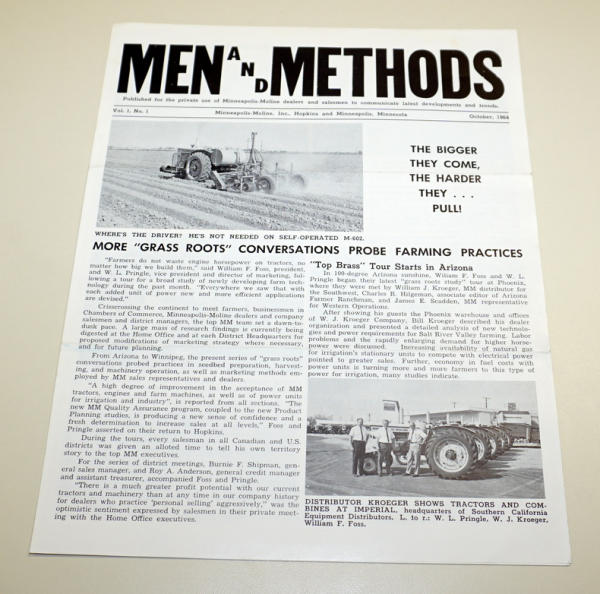 MEN AND METHODS
Published for the private use of Minneapolis-Moline dealers and salesmen to communicate latest developments and trends.
Vol. 1, No. 1 Minneapolis-Moline, Inc., Hopkins and Minneapolis, Minnesota October, 1964
THE BIGGER
THEY COME,
THE HARDER
THEY . . .
PULL!
WHERE'S THE DRIVER? HE'S NOT NEEDED ON SELF-OPERATED M-602.
MORE "GRASS ROOTS" CONVERSATIONS PROBE FARMING PRACTICES
"Farmers do not waste engine horsepower on tractors, no
matter how big we build them," said William F. Foss, president,
and W. L. Pringle, vice president and director of marketing, fol-
lowing a tour for a broad study of newly developing farm tech-
nology during the past month. "Everywhere we saw that with
each added unit of power new and more efficient applications
are devised."
Crisscrossing the continent to meet farmers, businessmen in
Chambers of Commerce, Minneapolis-Moline dealers and company
salesmen and district managers, the top MM team set a dawn-to-
dusk pace. A large mass of research findings is currently being
digested at the Home Office and at each District Headquarters for
proposed modifications of marketing strategy where necessary,
and for future planning.
From Arizona to Winnipeg, the present series of "grass roots"
conversations probed practices in seedbed preparation, harvest-
ing, and machinery operation, as well as marketing methods em-
ployed by MM sales representatives and dealers.
"A high degree of improvement in the acceptance of MM
tractors, engines and farm machines, as well as of power units
for irrigation and industry", is reported from all sections. "The
new MM Quality Assurance program, coupled to the new Product
Planning studies, is producing a new sense of confidence and a
fresh determination to increase sales at all levels," Foss and
Pringle asserted on their return to Hopkins.
During the tours, every salesman in all Canadian and U.S.
districts was given an alloted time to tell his own territory
story to the top MM executives.
For the series of district meetings, Burnie F. Shipman, gen-
eral sales manager, and Roy A. Anderson, general credit manager
and assistant treasurer, accompanied Foss and Pringle.
"There is a much greater profit potential with our current
tractors and machinery than at any time in our company history
for dealers who practice 'personal selling' aggressively," was the
optimistic sentiment expressed by salesmen in their private meet-
ing with the Home Office executives.
"Top Brass" Tour Starts in Arizona
In 100-degree Arizona sunshine, William F. Foss and W. L.
Pringle began their latest "grass roots study" tour at Phoenix,
where they were met by William J. Kroeger, MM distributor for
the Southwest, Charles R. Hilgeman, associate editor of Arizona
Farmer Ranchman, and James E. Scadden, MM representative
for Western Operations.
After showing his guests the Phoenix warehouse and offices
of W. J. Kroeger Company, Bill Kroeger described his dealer
organization and presented a detailed analysis of new technolo-
gies and power requirements for Salt River Valley farming. Labor
problems and the rapidly enlarging demand for higher horse-
power were discussed. Increasing availability of natural gas
for irrigation's stationary units to compete with electrical power
pointed to greater sales. Further, economy in fuel costs with
power units is turning more and more farmers to this type of
power for irrigation, many studies indicate.
DISTRIBUTOR KROEGER SHOWS TRACTORS AND COM-
BINES AT IMPERIAL, headquarters of Southern California
Equipment Distributors. L. to r.: W. L. Pringle, W. J. Kroeger,
William F. Foss.